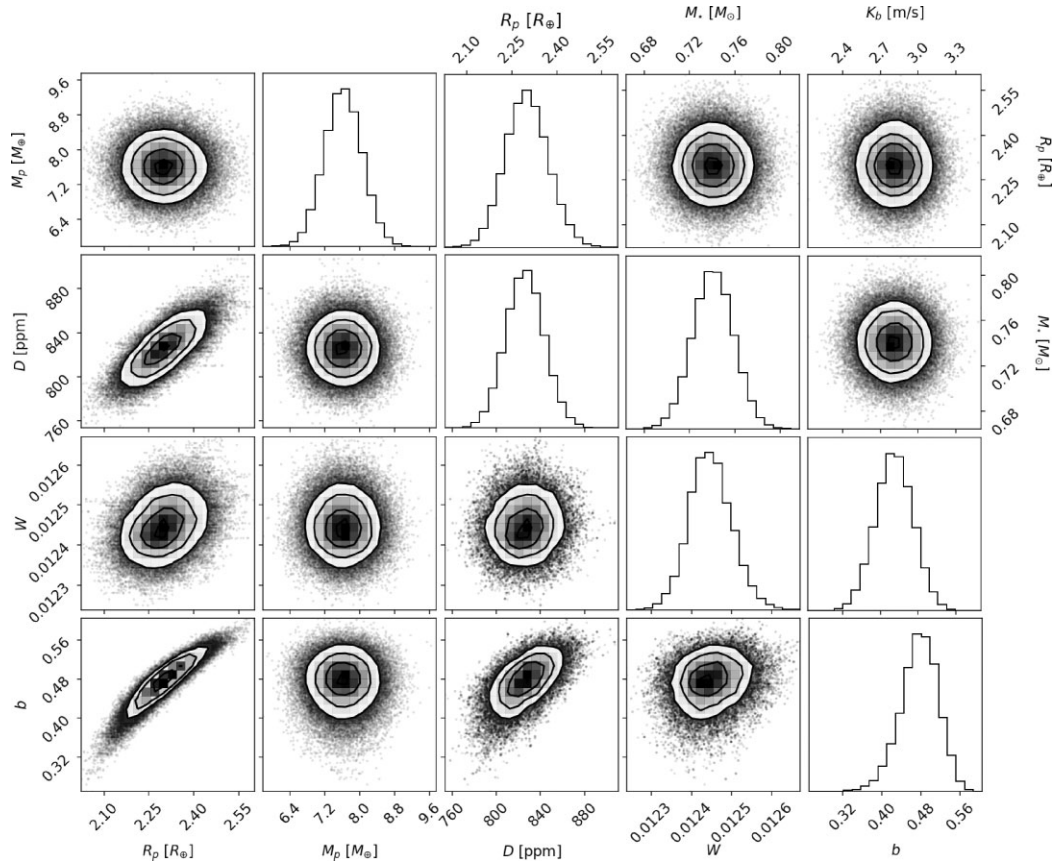 R_p [R_⊕] M_⋆ [M_⊙] K_b [m/s]
2.10 2.25 2.40 2.55 0.68 0.72 0.76 0.80 2.4 2.7 3.0 3.3
M_p [M_⊕] 9.6 8.8 8.0 7.2 6.4
2.55 2.40 2.25 2.10 R_p [R_⊕]
D [ppm] 880 840 800 760
0.80 0.76 0.72 0.68 M_⋆ [M_⊙]
W 0.0126 0.0125 0.0124 0.0123
b 0.56 0.48 0.40 0.32
2.10 2.25 2.40 2.55 6.4 7.2 8.0 8.8 9.6 760 800 840 880 0.0123 0.0124 0.0125 0.0126 0.32 0.40 0.48 0.56
R_p [R_⊕] M_p [M_⊕] D [ppm] W b